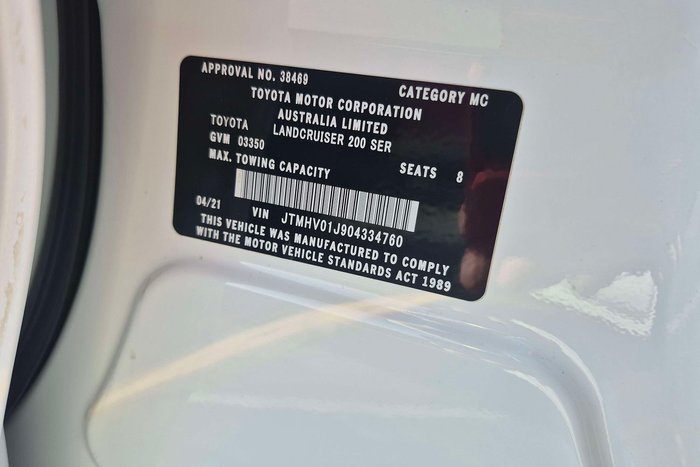 APPROVAL NO. 38469 CATEGORY MC
TOYOTA MOTOR CORPORATION
AUSTRALIA LIMITED
TOYOTA LANDCRUISER 200 SER
GVM 03350
MAX. TOWING CAPACITY SEATS 8
04/21
VIN JTMHV01J904334760
THIS VEHICLE WAS MANUFACTURED TO COMPLY
WITH THE MOTOR VEHICLE STANDARDS ACT 1989